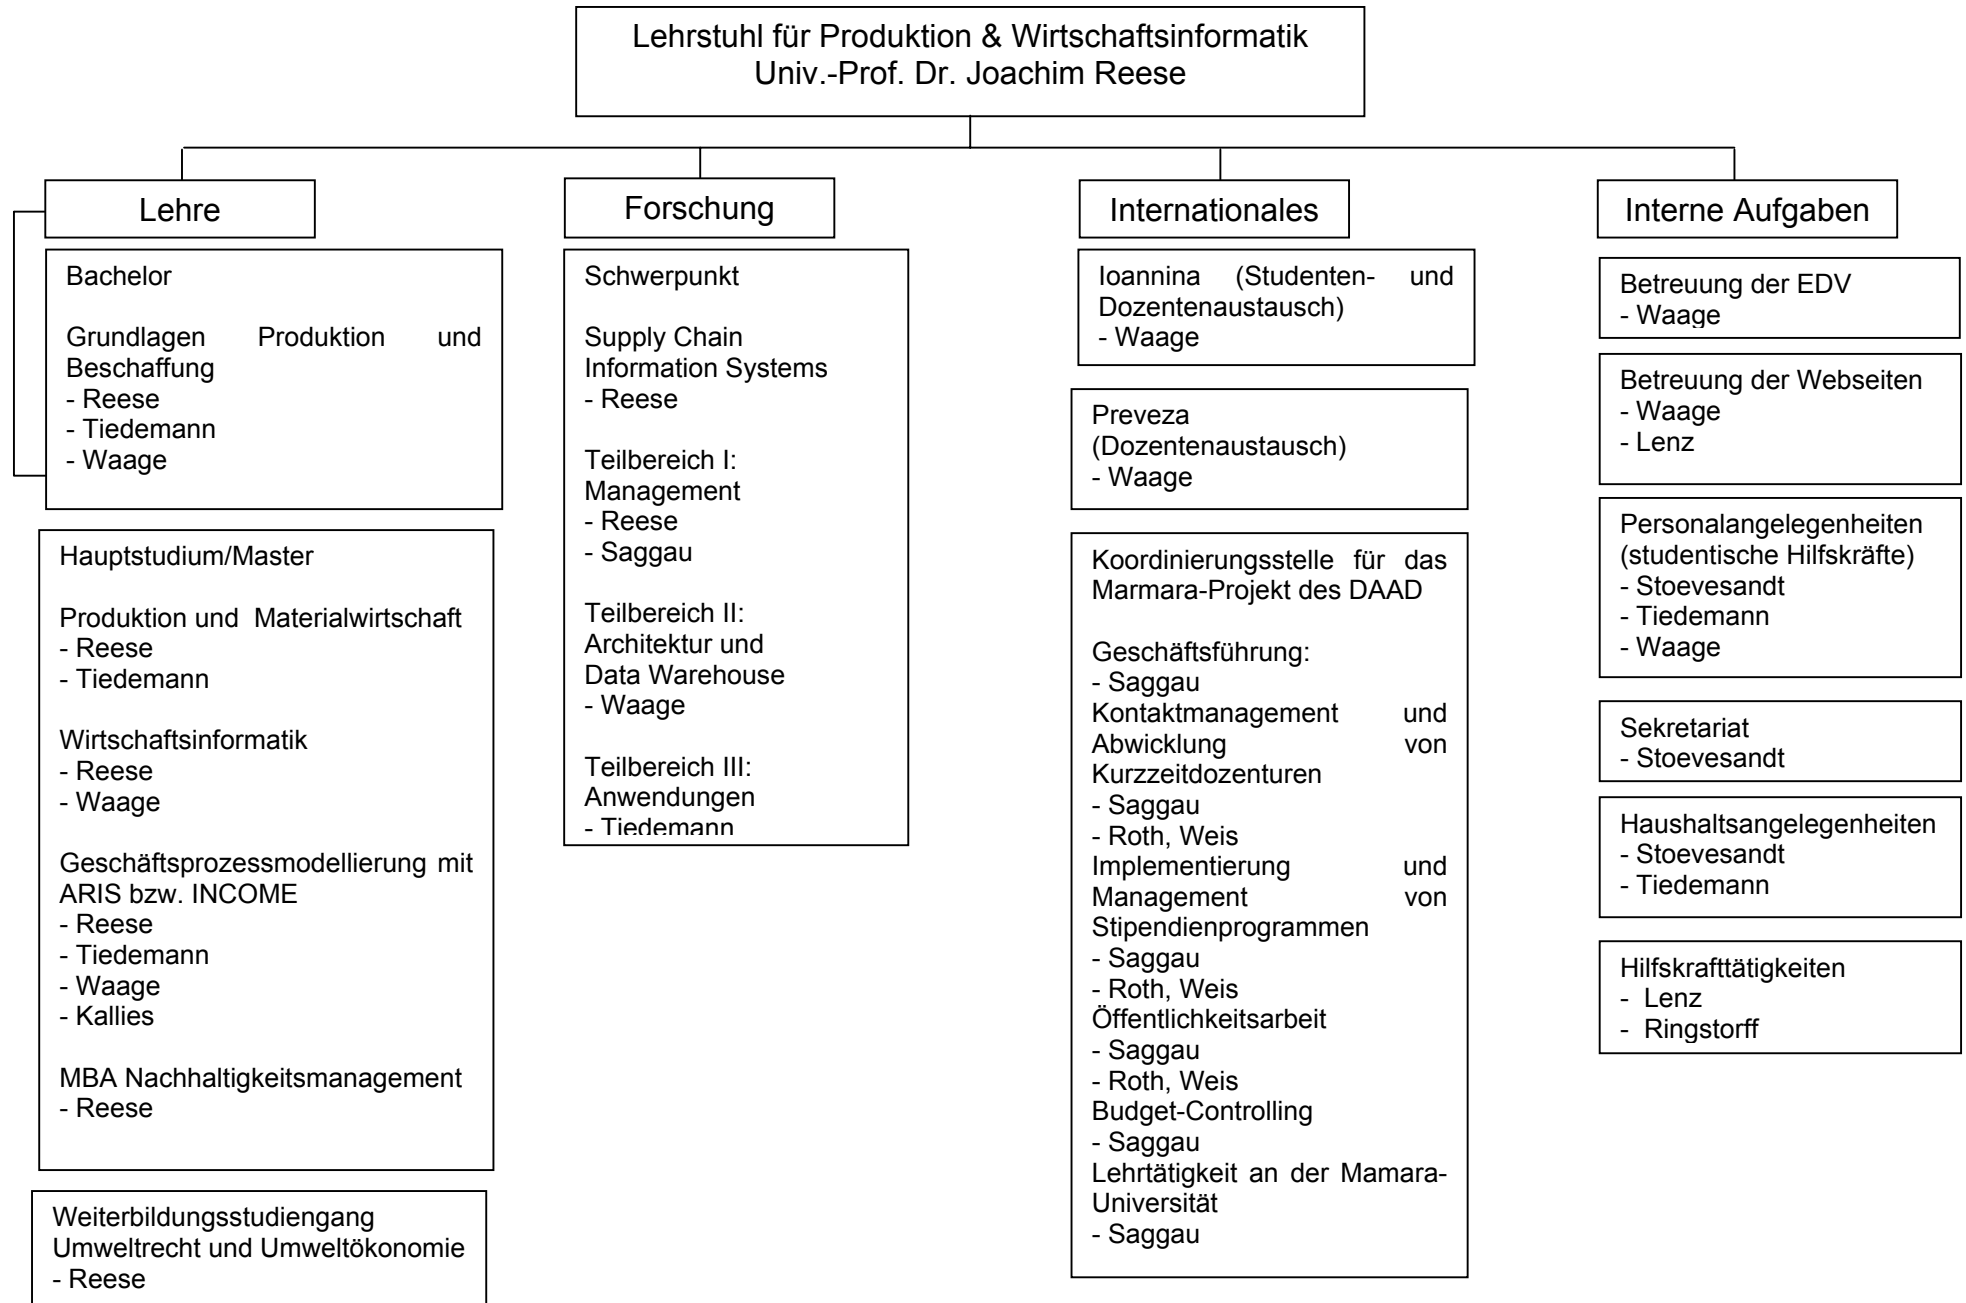 Lehrstuhl für Produktion & Wirtschaftsinformatik
Univ.-Prof. Dr. Joachim Reese
Lehre
Bachelor
Grundlagen Produktion und
Beschaffung
- Reese
- Tiedemann
- Waage
Hauptstudium/Master
Produktion und Materialwirtschaft
- Reese
- Tiedemann
Wirtschaftsinformatik
- Reese
- Waage
Geschäftsprozessmodellierung mit
ARIS bzw. INCOME
- Reese
- Tiedemann
- Waage
- Kallies
MBA Nachhaltigkeitsmanagement
- Reese
Weiterbildungsstudiengang
Umweltrecht und Umweltökonomie
- Reese
Forschung
Schwerpunkt
Supply Chain
Information Systems
- Reese
Teilbereich I:
Management
- Reese
- Saggau
Teilbereich II:
Architektur und
Data Warehouse
- Waage
Teilbereich III:
Anwendungen
- Tiedemann
Internationales
Ioannina (Studenten- und
Dozentenaustausch)
- Waage
Preveza
(Dozentenaustausch)
- Waage
Koordinierungsstelle für das
Marmara-Projekt des DAAD
Geschäftsführung:
- Saggau
Kontaktmanagement und
Abwicklung von
Kurzzeitdozenturen
- Saggau
- Roth, Weis
Implementierung und
Management von
Stipendienprogrammen
- Saggau
- Roth, Weis
Öffentlichkeitsarbeit
- Saggau
- Roth, Weis
Budget-Controlling
- Saggau
Lehrtätigkeit an der Mamara-
Universität
- Saggau
Interne Aufgaben
Betreuung der EDV
- Waage
Betreuung der Webseiten
- Waage
- Lenz
Personalangelegenheiten
(studentische Hilfskräfte)
- Stoevesandt
- Tiedemann
- Waage
Sekretariat
- Stoevesandt
Haushaltsangelegenheiten
- Stoevesandt
- Tiedemann
Hilfskrafttätigkeiten
- Lenz
- Ringstorff